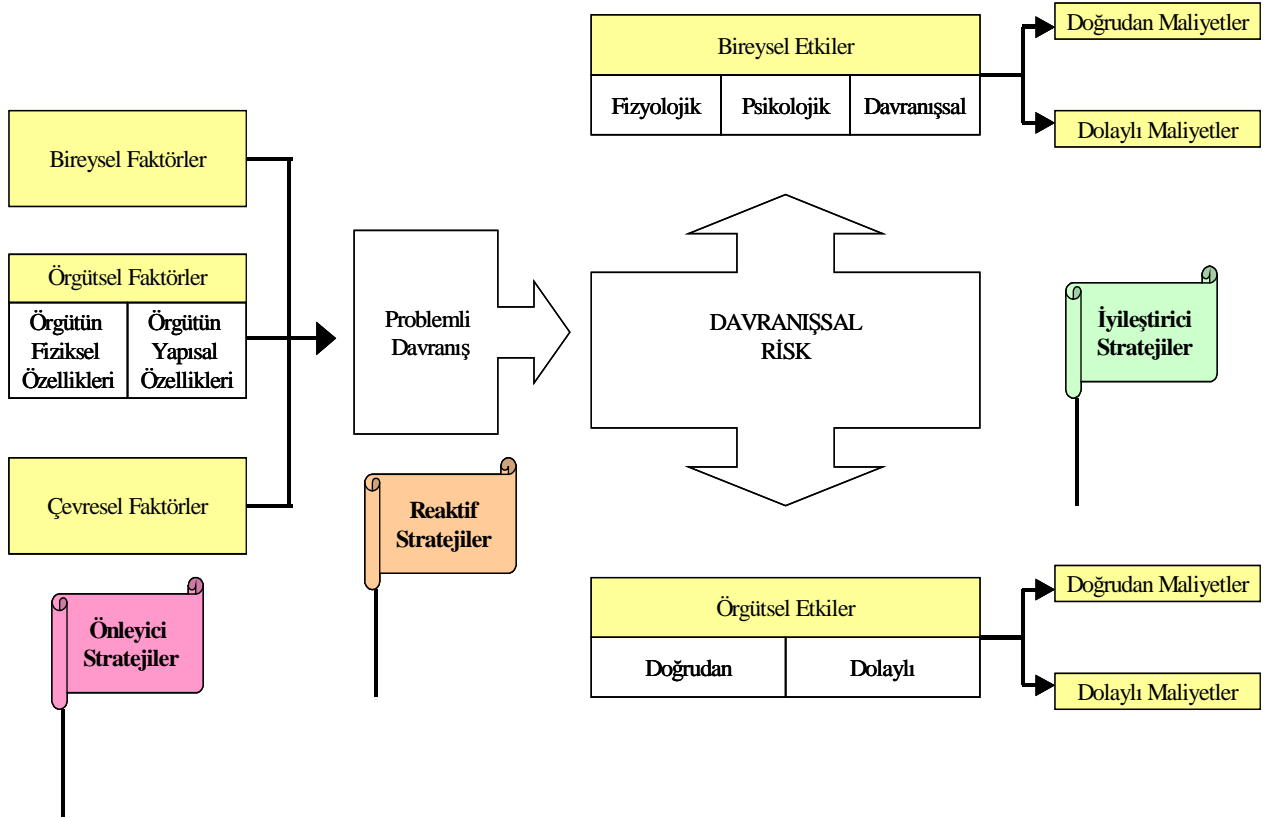 Bireysel Faktörler
Örgütsel Faktörler
Örgütün
Fiziksel
Özellikleri
Örgütün
Yapısal
Özellikleri
Çevresel Faktörler
Önleyici
Stratejiler
Problemli
Davranış
Reaktif
Stratejiler
Bireysel Etkiler
Fizyolojik
Psikolojik
Davranışsal
DAVRANIŞSAL
RİSK
Örgütsel Etkiler
Doğrudan
Dolaylı
Doğrudan Maliyetler
Dolaylı Maliyetler
İyileştirici
Stratejiler
Doğrudan Maliyetler
Dolaylı Maliyetler